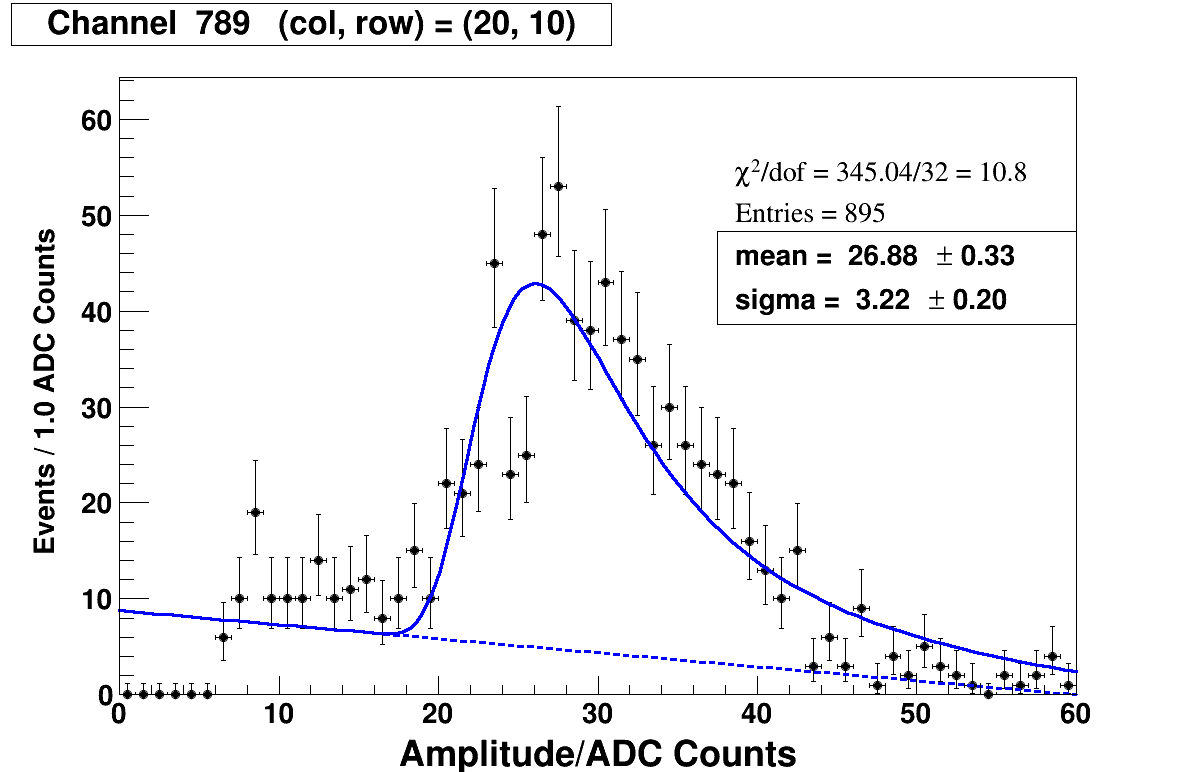 Channel 789 (col, row) = (20, 10)
60
50
40
30
20
10
0
Events / 1.0 ADC Counts
χ²/dof = 345.04/32 = 10.8
Entries = 895
mean = 26.88 ± 0.33
sigma = 3.22 ± 0.20
0 10 20 30 40 50 60
Amplitude/ADC Counts